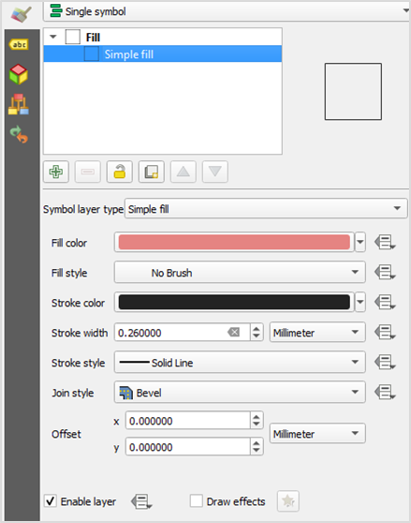 Single symbol
abc
Fill
Simple fill
Symbol layer type Simple fill
Fill color
Fill style No Brush
Stroke color
Stroke width 0.260000 Millimeter
Stroke style Solid Line
Join style Bevel
x 0.000000
Offset Millimeter
y 0.000000
Enable layer Draw effects